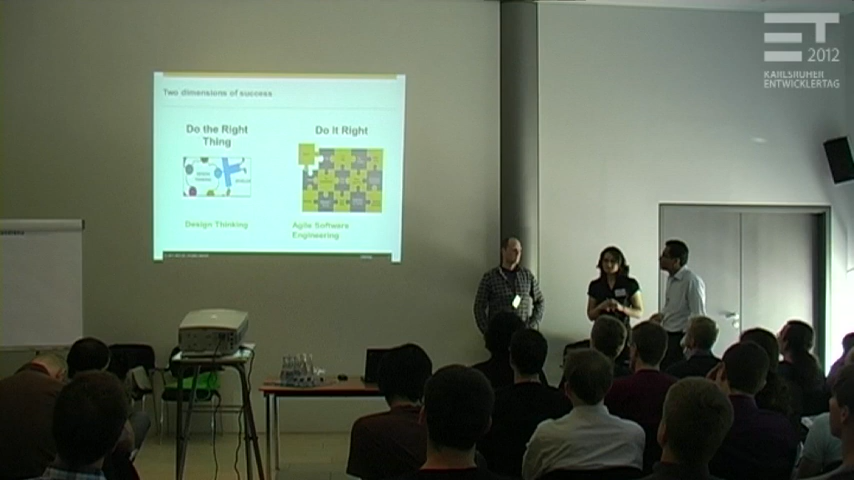 ET
2012
KARLSRUHER
ENTWICKLERTAG
Two dimensions of success
Do the Right
Thing
Do It Right
Design Thinking
Agile Software
Engineering